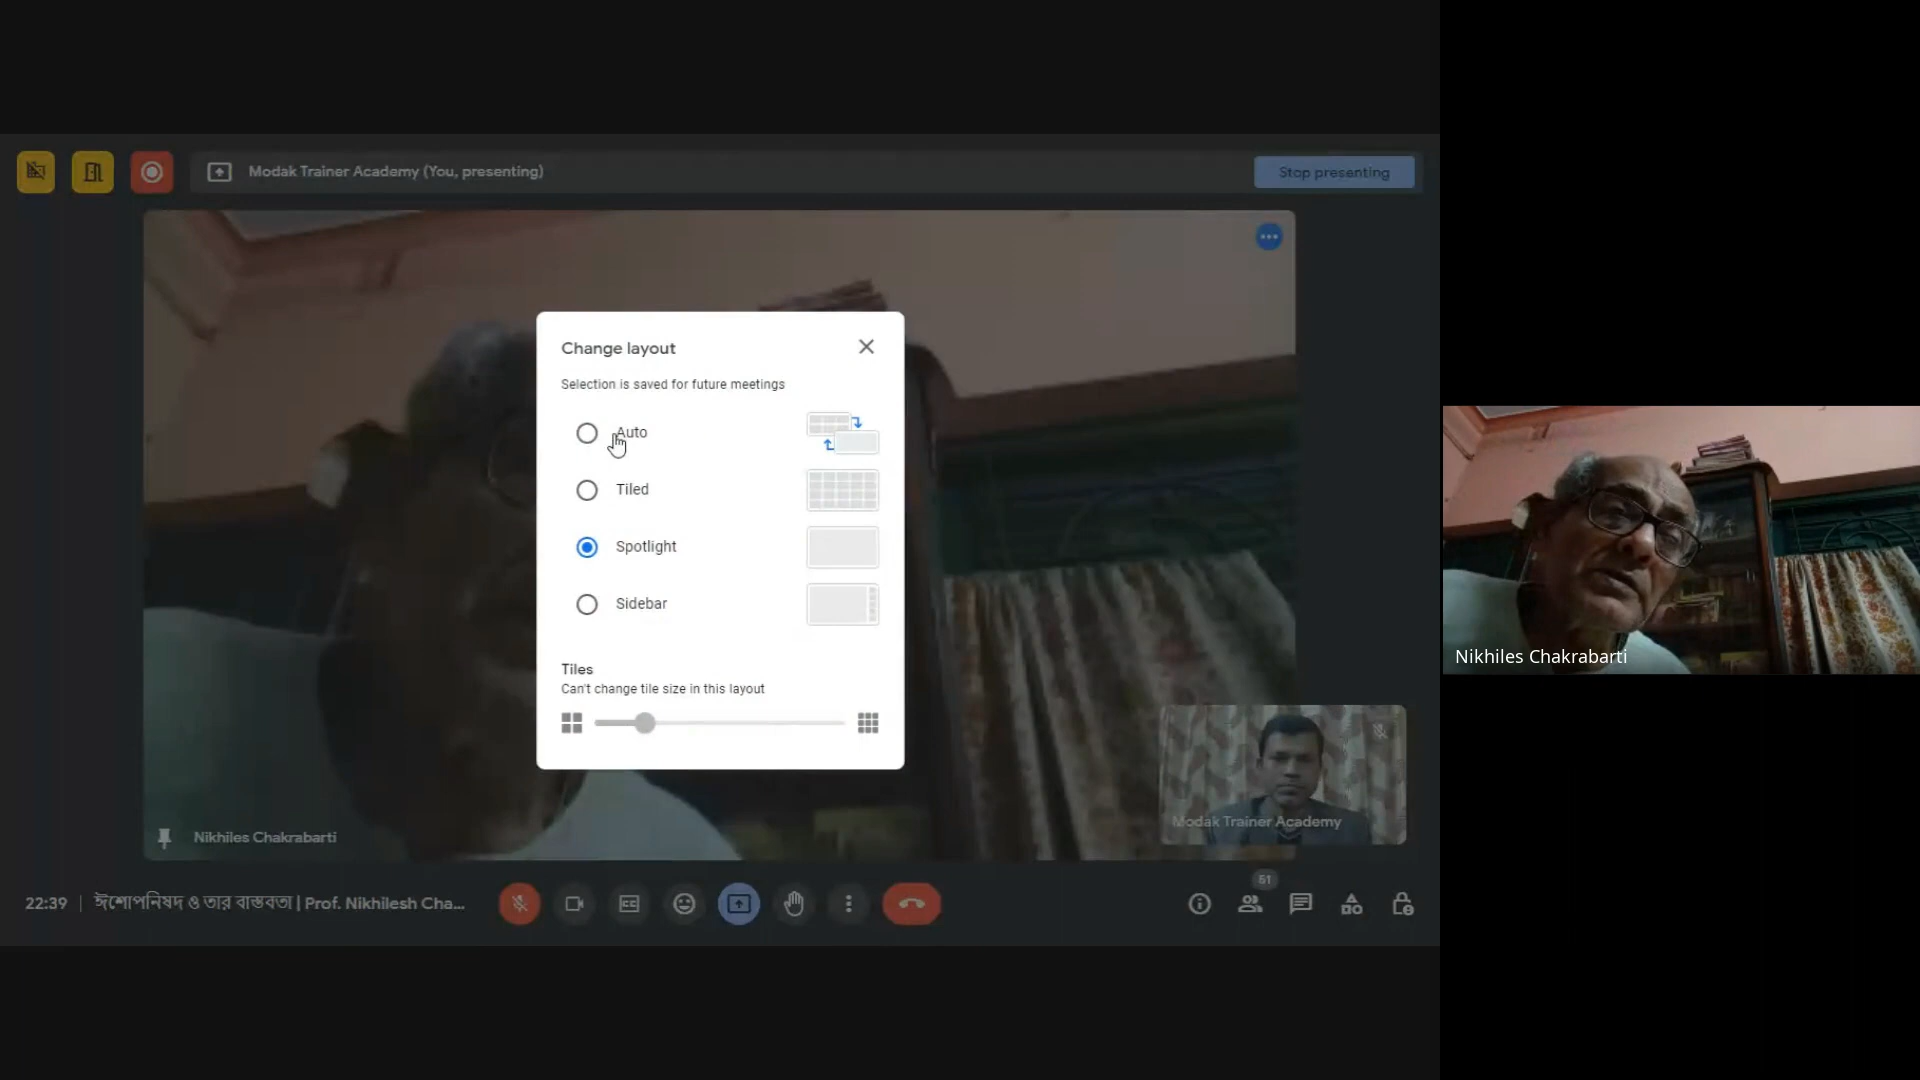 Modak Trainer Academy (You, presenting)
Stop presenting
Change layout
Selection is saved for future meetings
Auto
Tiled
Spotlight
Sidebar
Tiles
Can't change tile size in this layout
Nikhiles Chakrabarti
Modak Trainer Academy
Nikhiles Chakrabarti
22:39 | ঈশোপনিষদ ও তার বাস্তবতা | Prof. Nikhilesh Cha...
CC
51